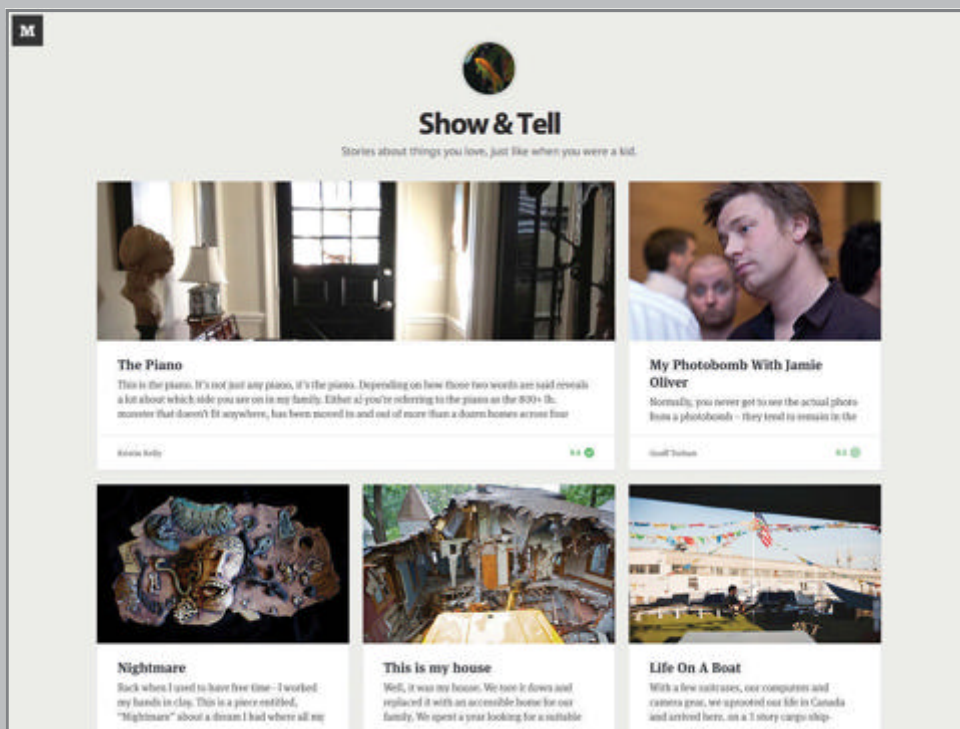 M
Show & Tell
Stories about things you love, just like when you were a kid.
The Piano
This is the piano. It's not just any piano, it's the piano. Depending on how those two words are said reveals
a lot about which side you are on in my family. Either a) you're referring to the piano as the 800+ lb.
monster that doesn't fit anywhere, has been moved in and out of more than a dozen homes across four
Kristin Kelly
My Photobomb With Jamie
Oliver
Normally, you never get to see the actual photo
from a photobomb – they tend to remain in the
Geoff
Nightmare
Back when I used to have free time– I worked
my hands in clay. This is a piece entitled,
"Nightmare" about a dream I had where all my
This is my house
Well, it was my house. We tore it down and
replaced it with an accessible home for our
family. We spent a year looking for a suitable
Life On A Boat
With a few suitcases, our computers and
camera gear, we uprooted our life in Canada
and arrived here, on a 3 story cargo ship-